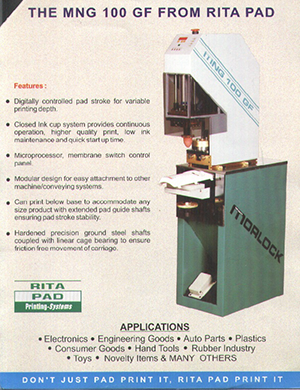 THE MNG 100 GF FROM RITA PAD
Features :
Digitally controlled pad stroke for variable
printing depth.
Closed Ink cup system provides continuous
operation, higher quality print, low ink
maintenance and quick start up time.
Microprocessor, membrane switch control
panel.
Modular design for easy attachment to other
machine/conveying systems.
Can print below base to accommodate any
size product with extended pad guide shafts
ensuring pad stroke stability.
Hardened precision ground steel shafts
coupled with linear cage bearing to ensure
friction free movement of carriage.
MNG 100 GF
MORLOCK
RITA
PAD
Printing-Systems
APPLICATIONS
• Electronics • Engineering Goods • Auto Parts • Plastics
• Consumer Goods • Hand Tools • Rubber Industry
• Toys • Novelty Items & MANY OTHERS
DON'T JUST PAD PRINT IT, RITA PAD PRINT IT